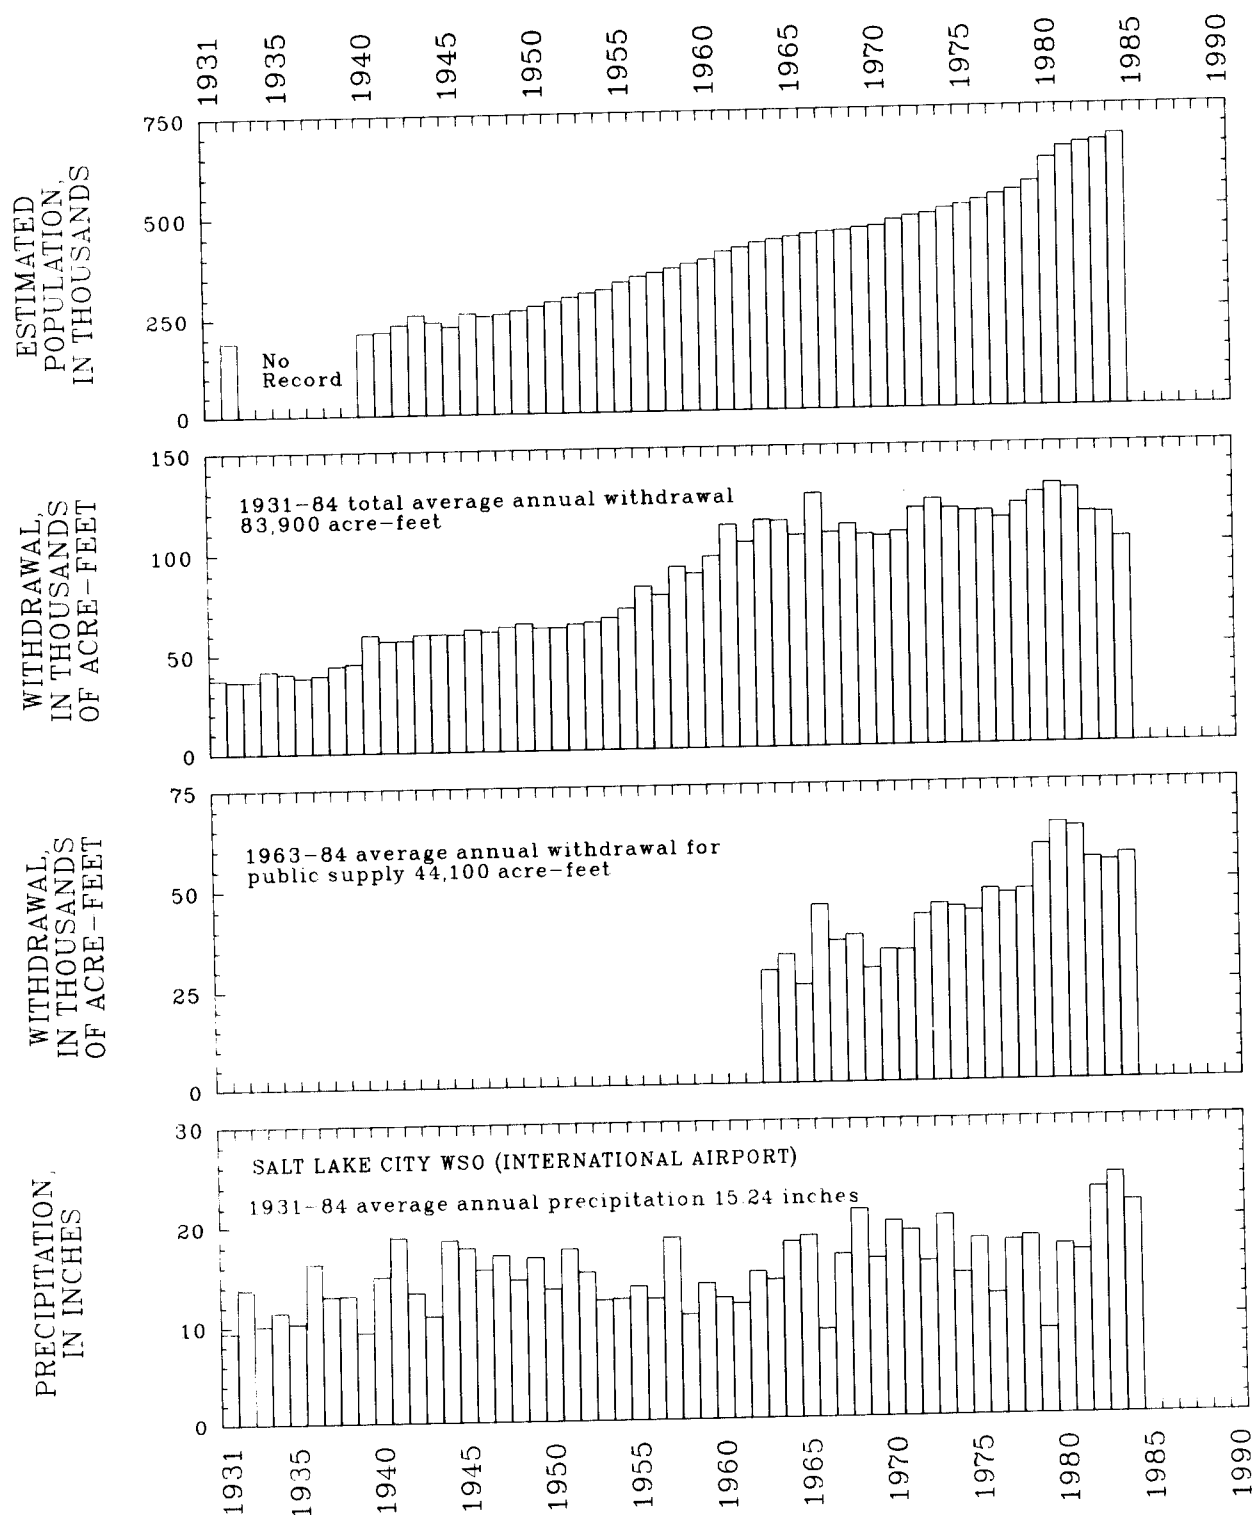 1931 1935 1940 1945 1950 1955 1960 1965 1970 1975 1980 1985 1990
ESTIMATED
POPULATION,
IN THOUSANDS
750
500
250
0
No
Record
WITHDRAWAL,
IN THOUSANDS
OF ACRE-FEET
150
100
50
0
1931-84 total average annual withdrawal
83,900 acre-feet
WITHDRAWAL,
IN THOUSANDS
OF ACRE-FEET
75
50
25
0
1963-84 average annual withdrawal for
public supply 44,100 acre-feet
PRECIPITATION,
IN INCHES
30
20
10
0
SALT LAKE CITY WSO (INTERNATIONAL AIRPORT)
1931-84 average annual precipitation 15.24 inches
1931 1935 1940 1945 1950 1955 1960 1965 1970 1975 1980 1985 1990